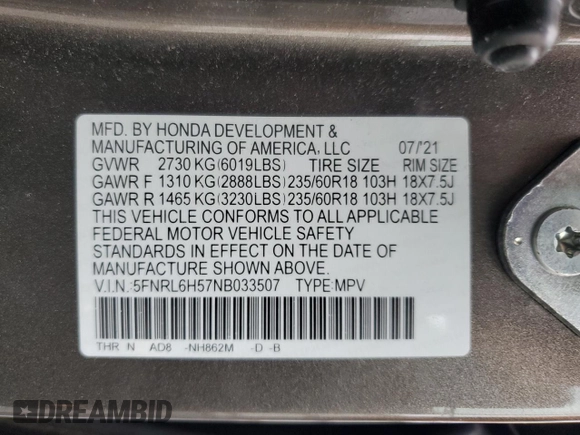 MFD. BY HONDA DEVELOPMENT &
MANUFACTURING OF AMERICA, LLC 07/'21
GVWR 2730 KG(6019LBS) TIRE SIZE RIM SIZE
GAWR F 1310 KG(2888LBS) 235/60R18 103H 18X7.5J
GAWR R 1465 KG(3230LBS) 235/60R18 103H 18X7.5J
THIS VEHICLE CONFORMS TO ALL APPLICABLE
FEDERAL MOTOR VEHICLE SAFETY
STANDARDS IN EFFECT ON THE DATE OF
MANUFACTURE SHOWN ABOVE.
V.I.N.:5FNRL6H57NB033507 TYPE:MPV
THR N AD8 -NH862M -D -B
DREAMBID